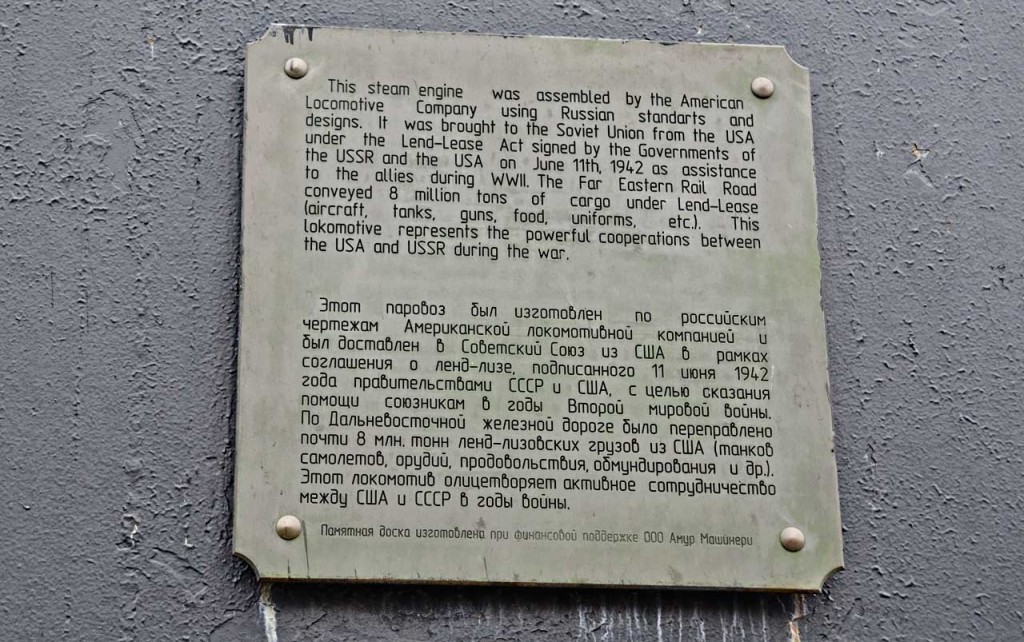 This steam engine was assembled by the American
Locomotive Company using Russian standarts and
designs. It was brought to the Soviet Union from the USA
under the Lend-Lease Act signed by the Governments of
the USSR and the USA on June 11th, 1942 as assistance
to the allies during WWII. The Far Eastern Rail Road
conveyed 8 million tons of cargo under Lend-Lease
(aircraft, tanks, guns, food, uniforms, etc.). This
lokomotive represents the powerful cooperations between
the USA and USSR during the war.
Этот паровоз был изготовлен по российским
чертежам Американской локомотивной компанией и
был доставлен в Советский Союз из США в рамках
соглашения о ленд-лизе, подписанного 11 июня 1942
года правительствами СССР и США, с целью сказания
помощи союзникам в годы Второй мировой войны.
По Дальневосточной железной дороге было переправлено
почти 8 млн. тонн ленд-лизовских грузов из США (танков
самолетов, орудий, продовольствия, обмундирования и др.).
Этот локомотив олицетворяет активное сотрудничество
между США и СССР в годы войны.
Памятная доска изготовлена при финансовой поддержке ООО Амур Машинери